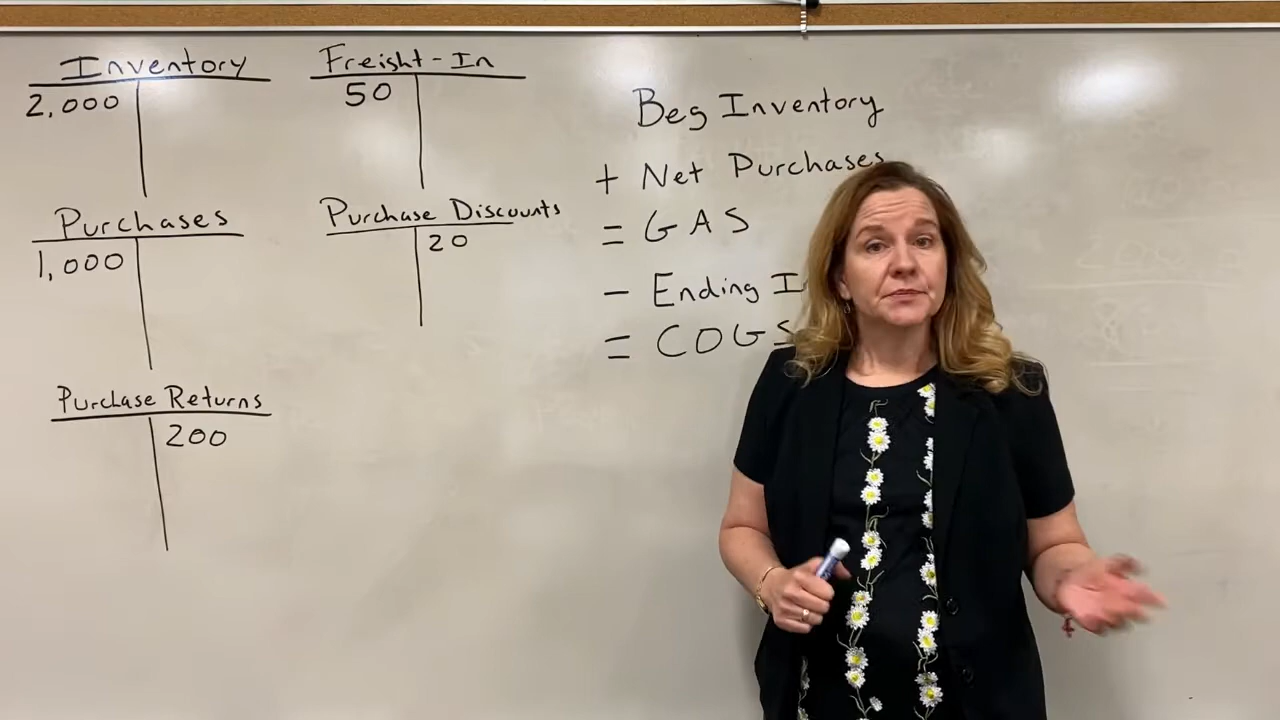 Inventory
2,000
Purchases
1,000
Purchase Returns
200
Freight-In
50
Purchase Discounts
20
Beg Inventory
+ Net Purchases
= GAS
- Ending I
= COGS